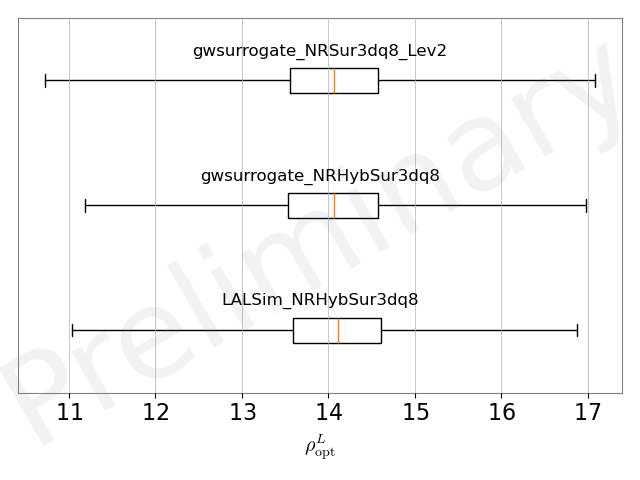 gwsurrogate_NRSur3dq8_Lev2
gwsurrogate_NRHybSur3dq8
LALSim_NRHybSur3dq8
Preliminary
11 12 13 14 15 16 17
ρ^L_opt